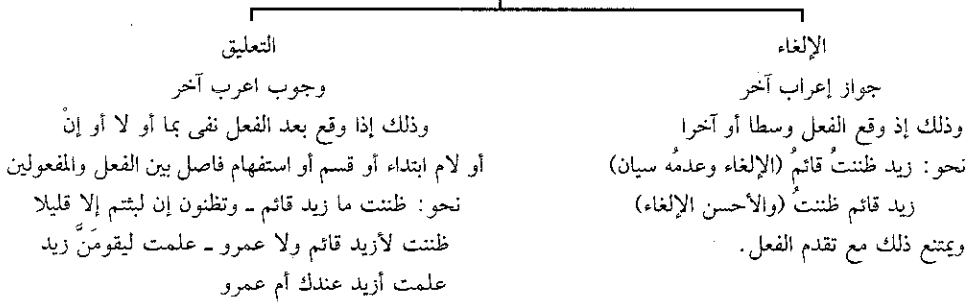 الإلغاء
جواز إعراب آخر
وذلك إذ وقع الفعل وسطا أو آخرا
نحو: زيد ظننتُ قائمُ (الإلغاء وعدمُه سيان)
زيد قائم ظننتُ (والأحسن الإلغاء)
ويمتنع ذلك مع تقدم الفعل.
التعليق
وجوب اعرب آخر
وذلك إذا وقع بعد الفعل نفى بما أو لا أو إنْ
أو لام ابتداء أو قسم أو استفهام فاصل بين الفعل والمفعولين
نحو: ظننت ما زيد قائم ــ وتظنون إن لبثتم إلا قليلا
ظننت لأزيد قائم ولا عمرو ــ علمت ليقومَنَّ زيد
علمت أزيد عندك أم عمرو